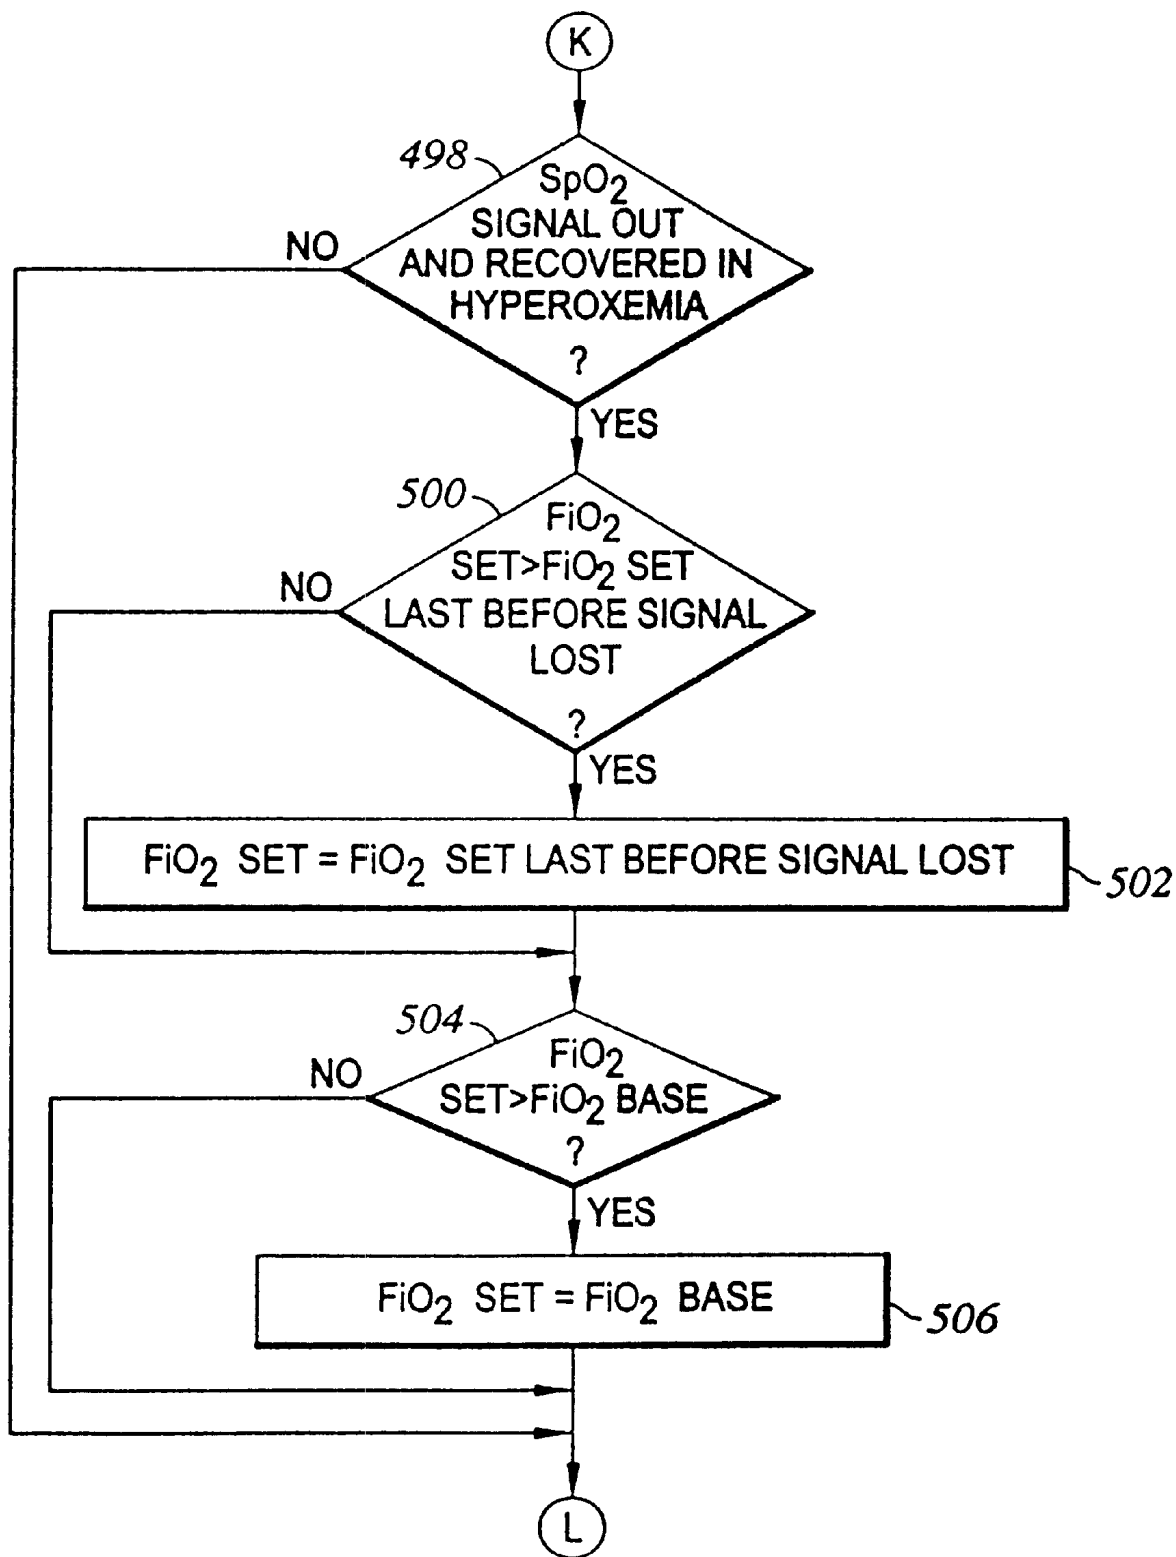 K
498
SpO2
SIGNAL OUT
AND RECOVERED IN
HYPEROXEMIA
?
NO
YES
500
FiO2
SET>FiO2 SET
LAST BEFORE SIGNAL
LOST
?
NO
YES
FiO2 SET = FiO2 SET LAST BEFORE SIGNAL LOST
502
504
FiO2
SET>FiO2 BASE
?
NO
YES
FiO2 SET = FiO2 BASE
506
L